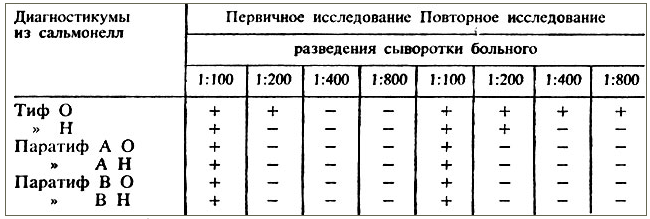 Диагностикумы из сальмонелл Первичное исследование Повторное исследование
разведения сыворотки больного
1:100 1:200 1:400 1:800 1:100 1:200 1:400 1:800
Тиф О + + − − + + + +
» Н + − − − + + − −
Паратиф А О + − − − + − − −
» А Н + − − − + − − −
Паратиф В О + − − − + − − −
» В Н + − − − + − − −